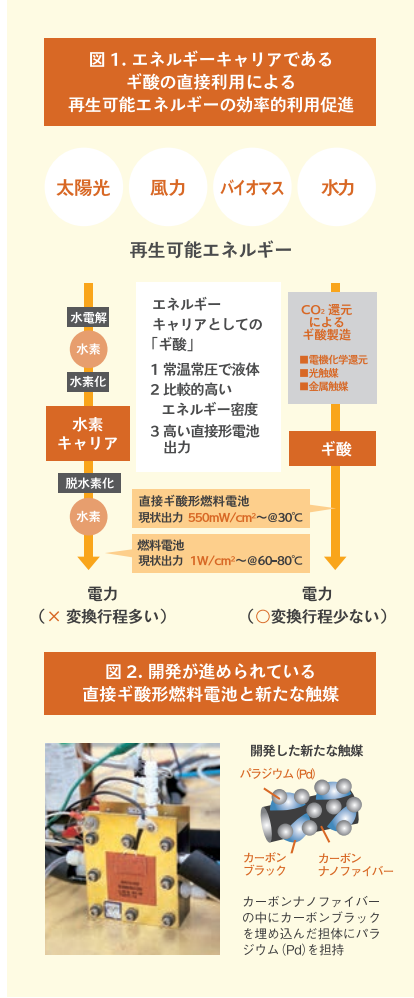 図1. エネルギーキャリアである
ギ酸の直接利用による
再生可能エネルギーの効率的利用促進
太陽光
風力
バイオマス
水力
再生可能エネルギー
水電解
水素
水素化
水素
キャリア
脱水素化
水素
エネルギー
キャリアとしての
「ギ酸」
1 常温常圧で液体
2 比較的高い
エネルギー密度
3 高い直接形電池
出力
CO₂ 還元
による
ギ酸製造
■電機化学還元
■光触媒
■金属触媒
ギ酸
直接ギ酸形燃料電池
現状出力 550mW/cm²～@30℃
燃料電池
現状出力 1W/cm²～@60-80℃
電力
（× 変換行程多い）
電力
（○変換行程少ない）
図2. 開発が進められている
直接ギ酸形燃料電池と新たな触媒
開発した新たな触媒
パラジウム（Pd）
カーボン
ブラック
カーボン
ナノファイバー
カーボンナノファイバー
の中にカーボンブラック
を埋め込んだ担体にパラ
ジウム（Pd）を担持